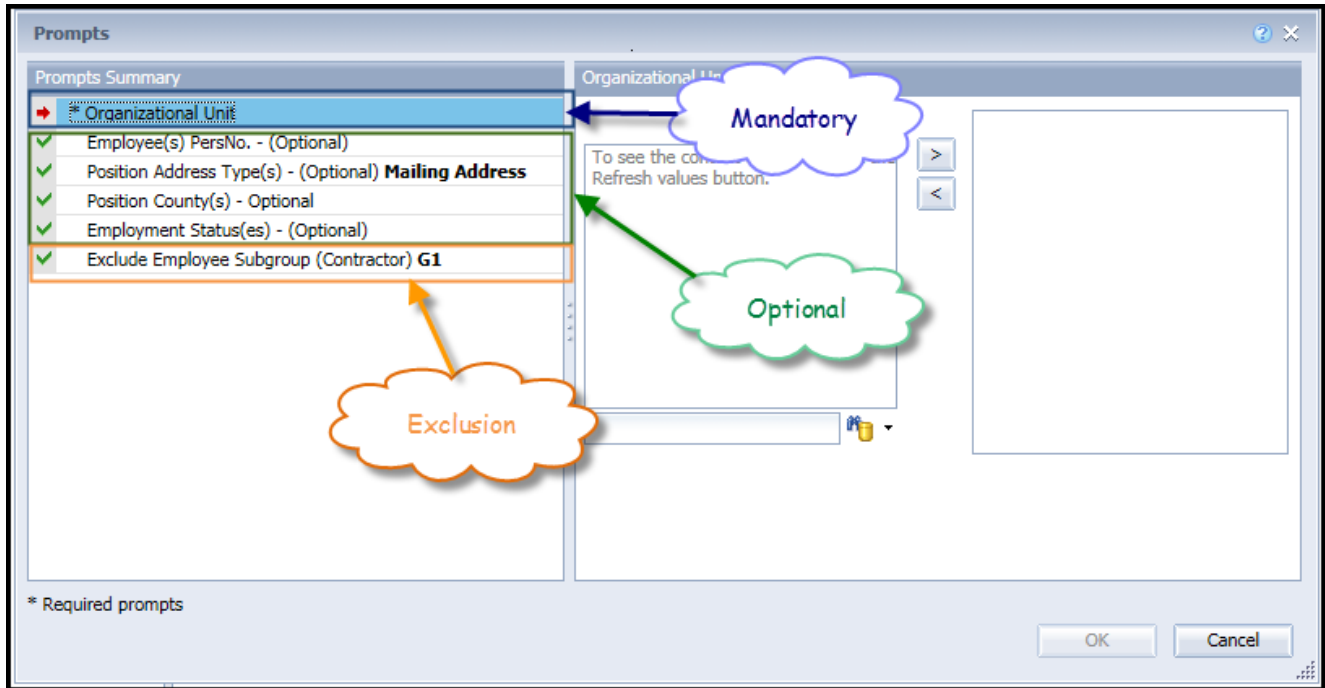 Prompts
Prompts Summary
Organizational
* Organizational Unit
Employee(s) PersNo. - (Optional)
Position Address Type(s) - (Optional) Mailing Address
Position County(s) - Optional
Employment Status(es) - (Optional)
Exclude Employee Subgroup (Contractor) G1
Mandatory
To see the
Refresh values button.
>
<
Optional
Exclusion
* Required prompts
OK
Cancel